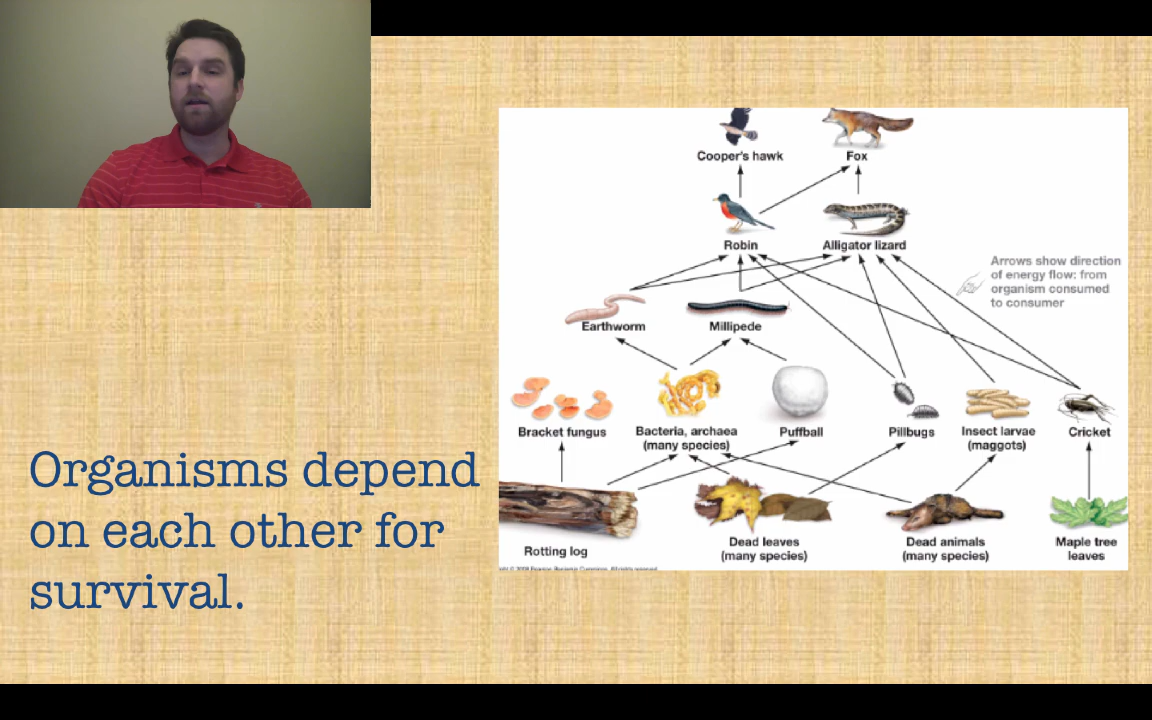 Cooper's hawk
Fox
Robin
Alligator lizard
Arrows show direction
of energy flow: from
organism consumed
to consumer
Earthworm
Millipede
Bracket fungus
Bacteria, archaea
(many species)
Puffball
Pillbugs
Insect larvae
(maggots)
Cricket
Rotting log
Dead leaves
(many species)
Dead animals
(many species)
Maple tree
leaves
Organisms depend
on each other for
survival.